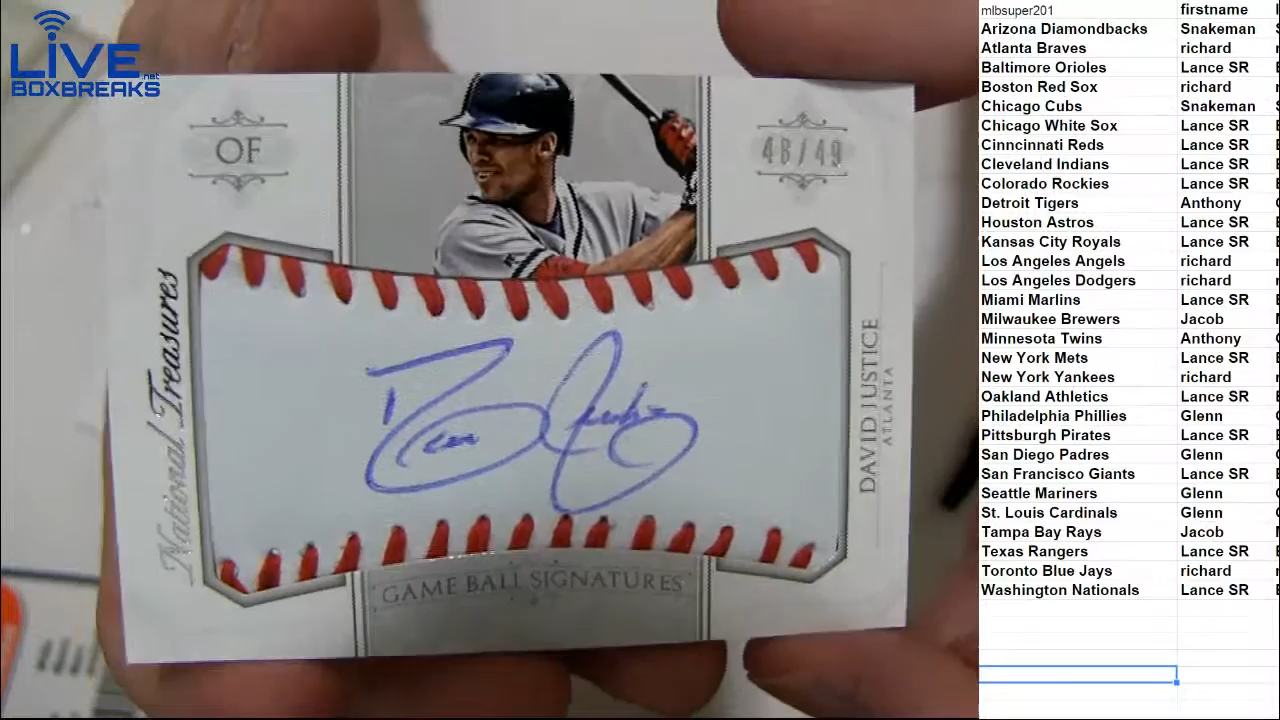 LIVE
.net
BOXBREAKS
OF
48/49
National Treasures
DAVID JUSTICE
ATLANTA
GAME BALL SIGNATURES
mlbsuper201 firstname
Arizona Diamondbacks Snakeman
Atlanta Braves richard
Baltimore Orioles Lance SR
Boston Red Sox richard
Chicago Cubs Snakeman
Chicago White Sox Lance SR
Cinncinnati Reds Lance SR
Cleveland Indians Lance SR
Colorado Rockies Lance SR
Detroit Tigers Anthony
Houston Astros Lance SR
Kansas City Royals Lance SR
Los Angeles Angels richard
Los Angeles Dodgers richard
Miami Marlins Lance SR
Milwaukee Brewers Jacob
Minnesota Twins Anthony
New York Mets Lance SR
New York Yankees richard
Oakland Athletics Lance SR
Philadelphia Phillies Glenn
Pittsburgh Pirates Lance SR
San Diego Padres Glenn
San Francisco Giants Lance SR
Seattle Mariners Glenn
St. Louis Cardinals Glenn
Tampa Bay Rays Jacob
Texas Rangers Lance SR
Toronto Blue Jays richard
Washington Nationals Lance SR